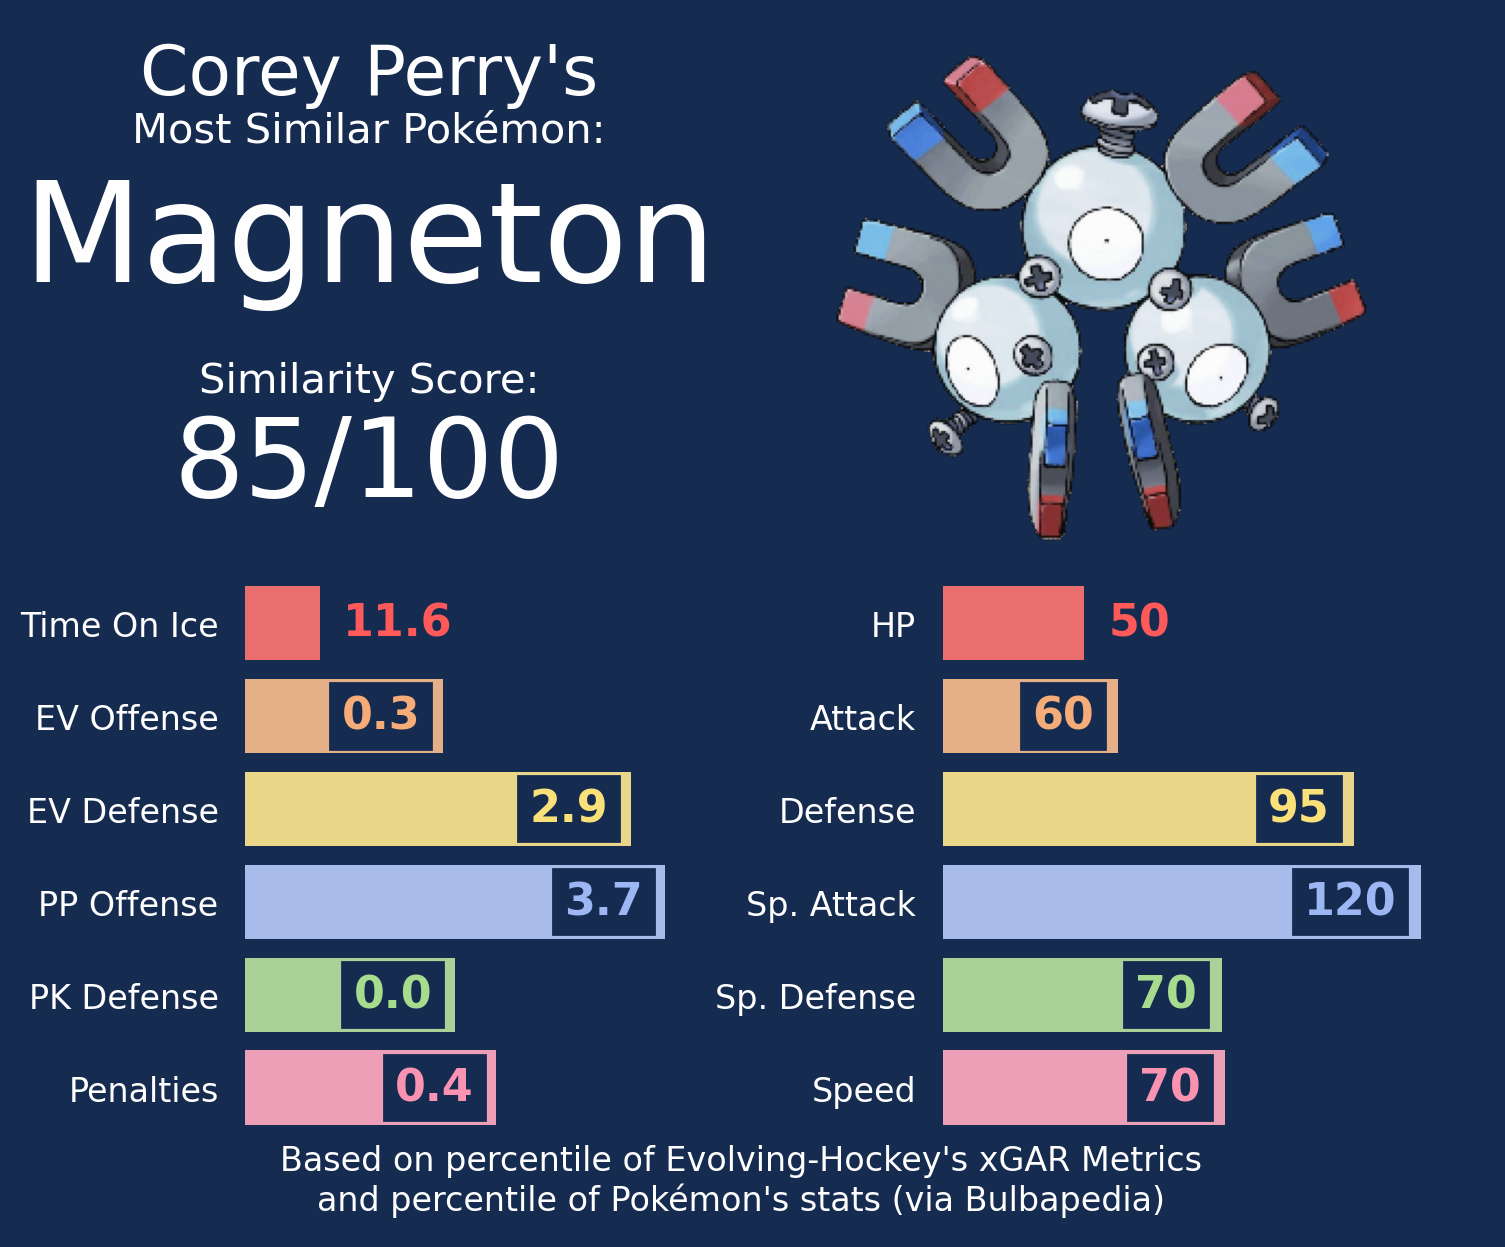 Corey Perry's
Most Similar Pokémon:
Magneton
Similarity Score:
85/100
Time On Ice 11.6
EV Offense 0.3
EV Defense 2.9
PP Offense 3.7
PK Defense 0.0
Penalties 0.4
HP 50
Attack 60
Defense 95
Sp. Attack 120
Sp. Defense 70
Speed 70
Based on percentile of Evolving-Hockey's xGAR Metrics
and percentile of Pokémon's stats (via Bulbapedia)